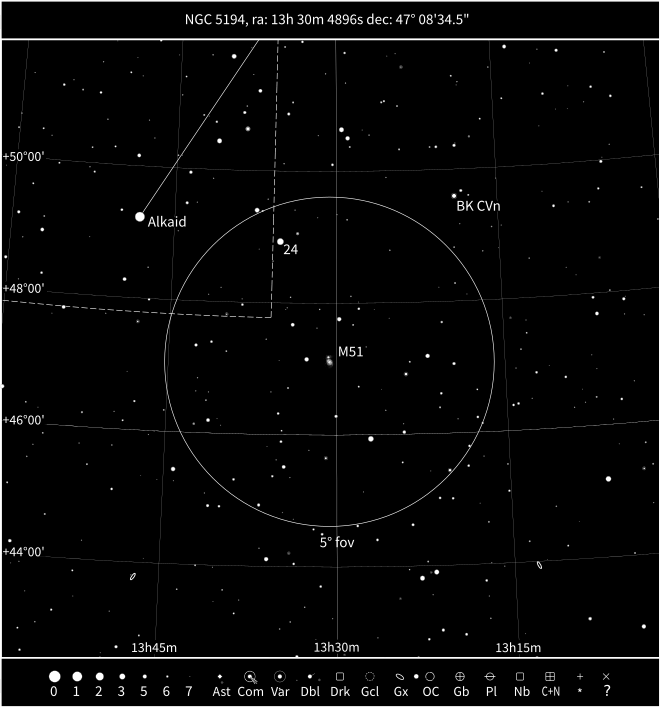 NGC 5194, ra: 13h 30m 4896s dec: 47° 08'34.5"
+50°00'
BK CVn
Alkaid
24
+48°00'
M51
+46°00'
5° fov
+44°00'
13h45m 13h30m 13h15m
0 1 2 3 4 5 6 7 Ast Com Var Dbl Drk Gcl Gx OC Gb Pl Nb C+N * ?